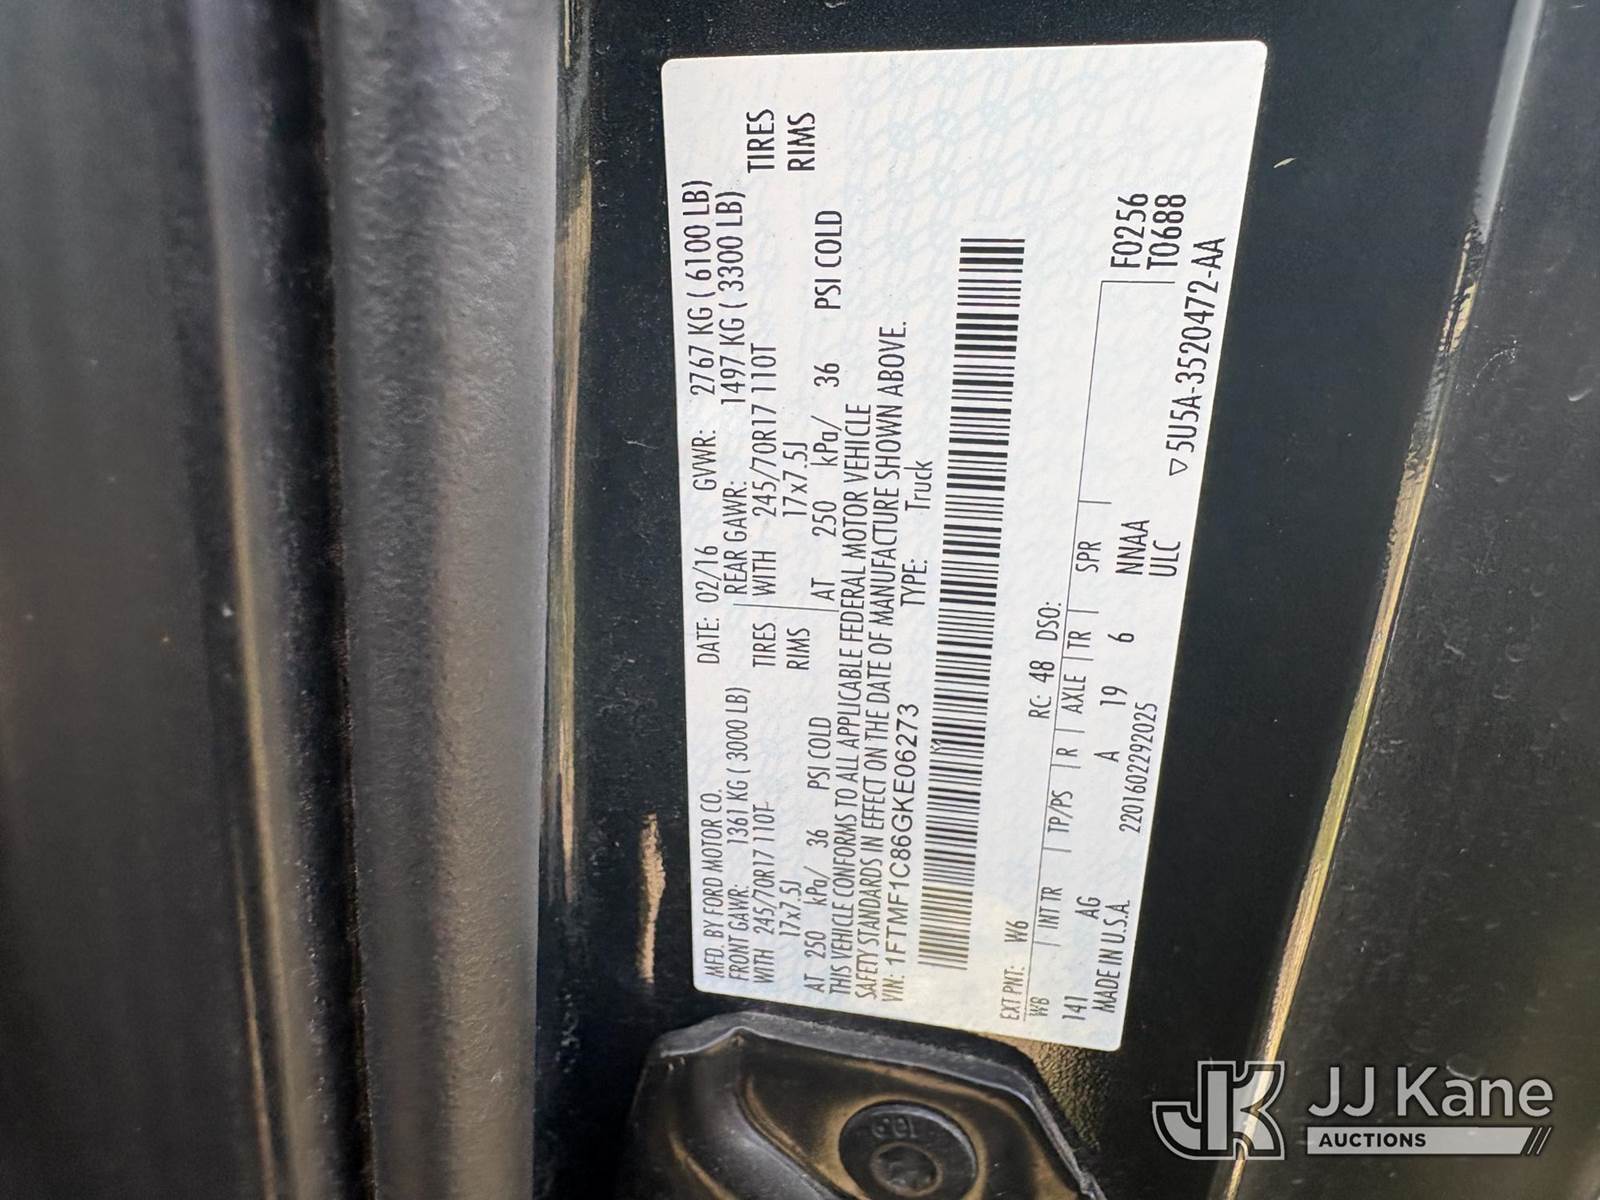 MFD. BY FORD MOTOR CO. DATE: 02/16 GVWR: 2767 KG ( 6100 LB)
FRONT GAWR: 1361 KG ( 3000 LB) REAR GAWR: 1497 KG ( 3300 LB)
WITH 245/70R17 110T TIRES WITH 245/70R17 110T TIRES
17x7.5J RIMS 17x7.5J RIMS
AT 250 kPa/ 36 PSI COLD AT 250 kPa/ 36 PSI COLD
THIS VEHICLE CONFORMS TO ALL APPLICABLE FEDERAL MOTOR VEHICLE
SAFETY STANDARDS IN EFFECT ON THE DATE OF MANUFACTURE SHOWN ABOVE.
VIN: 1FTMF1C86GKE06273 TYPE: Truck
EXT PNT: W6 RC: 48 DSO:
WB INT TR TP/PS R AXLE TR SPR
141 AG A 19 6 NNAA F0256
MADE IN U.S.A. 2201602292025 ULC T0688
▽5U5A-3520472-AA
JK JJ Kane
AUCTIONS